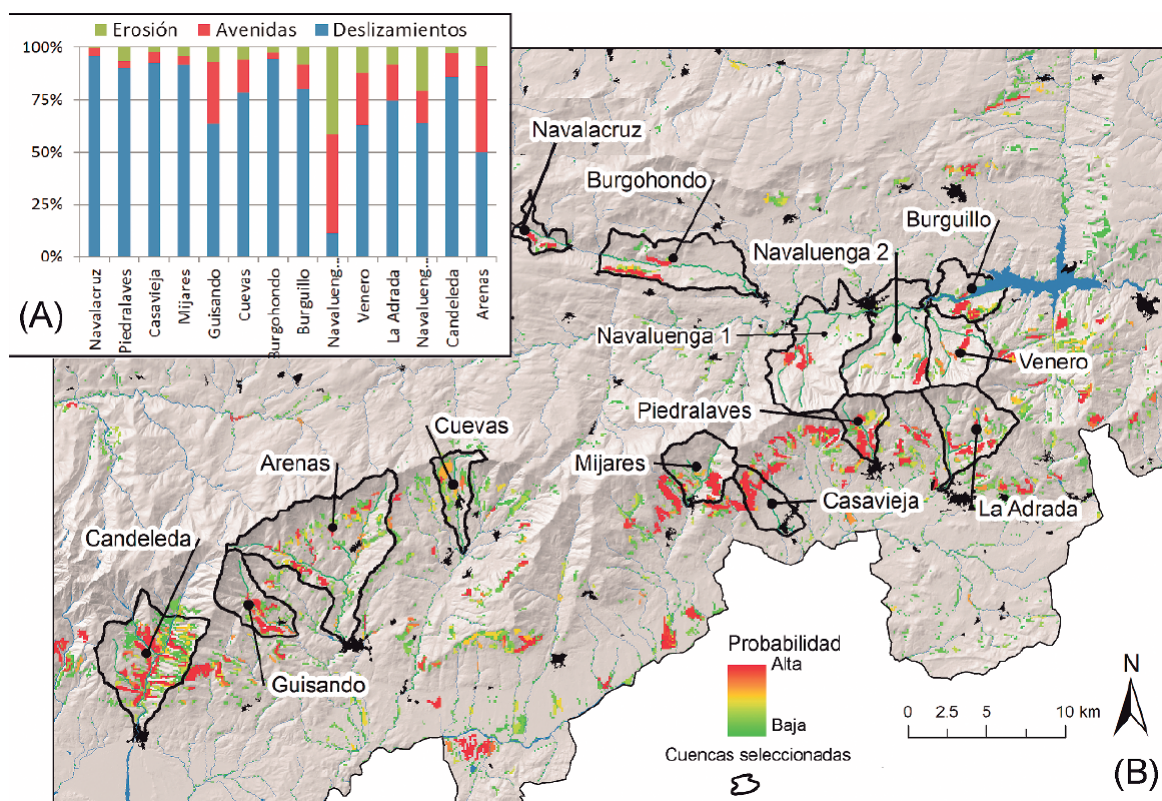 Erosión Avenidas Deslizamientos
100%
75%
50%
25%
0%
Navalacruz
Piedralaves
Casavieja
Mijares
Guisando
Cuevas
Burgohondo
Burguillo
Navalueng...
Venero
La Adrada
Navalueng...
Candeleda
Arenas
(A)
Navalacruz
Burgohondo
Burguillo
Navaluenga 2
Navaluenga 1
Venero
Piedralaves
Cuevas
Arenas
Mijares
Casavieja
La Adrada
Candeleda
Guisando
Probabilidad
Alta
Baja
Cuencas seleccionadas
0 2.5 5 10 km
N
(B)